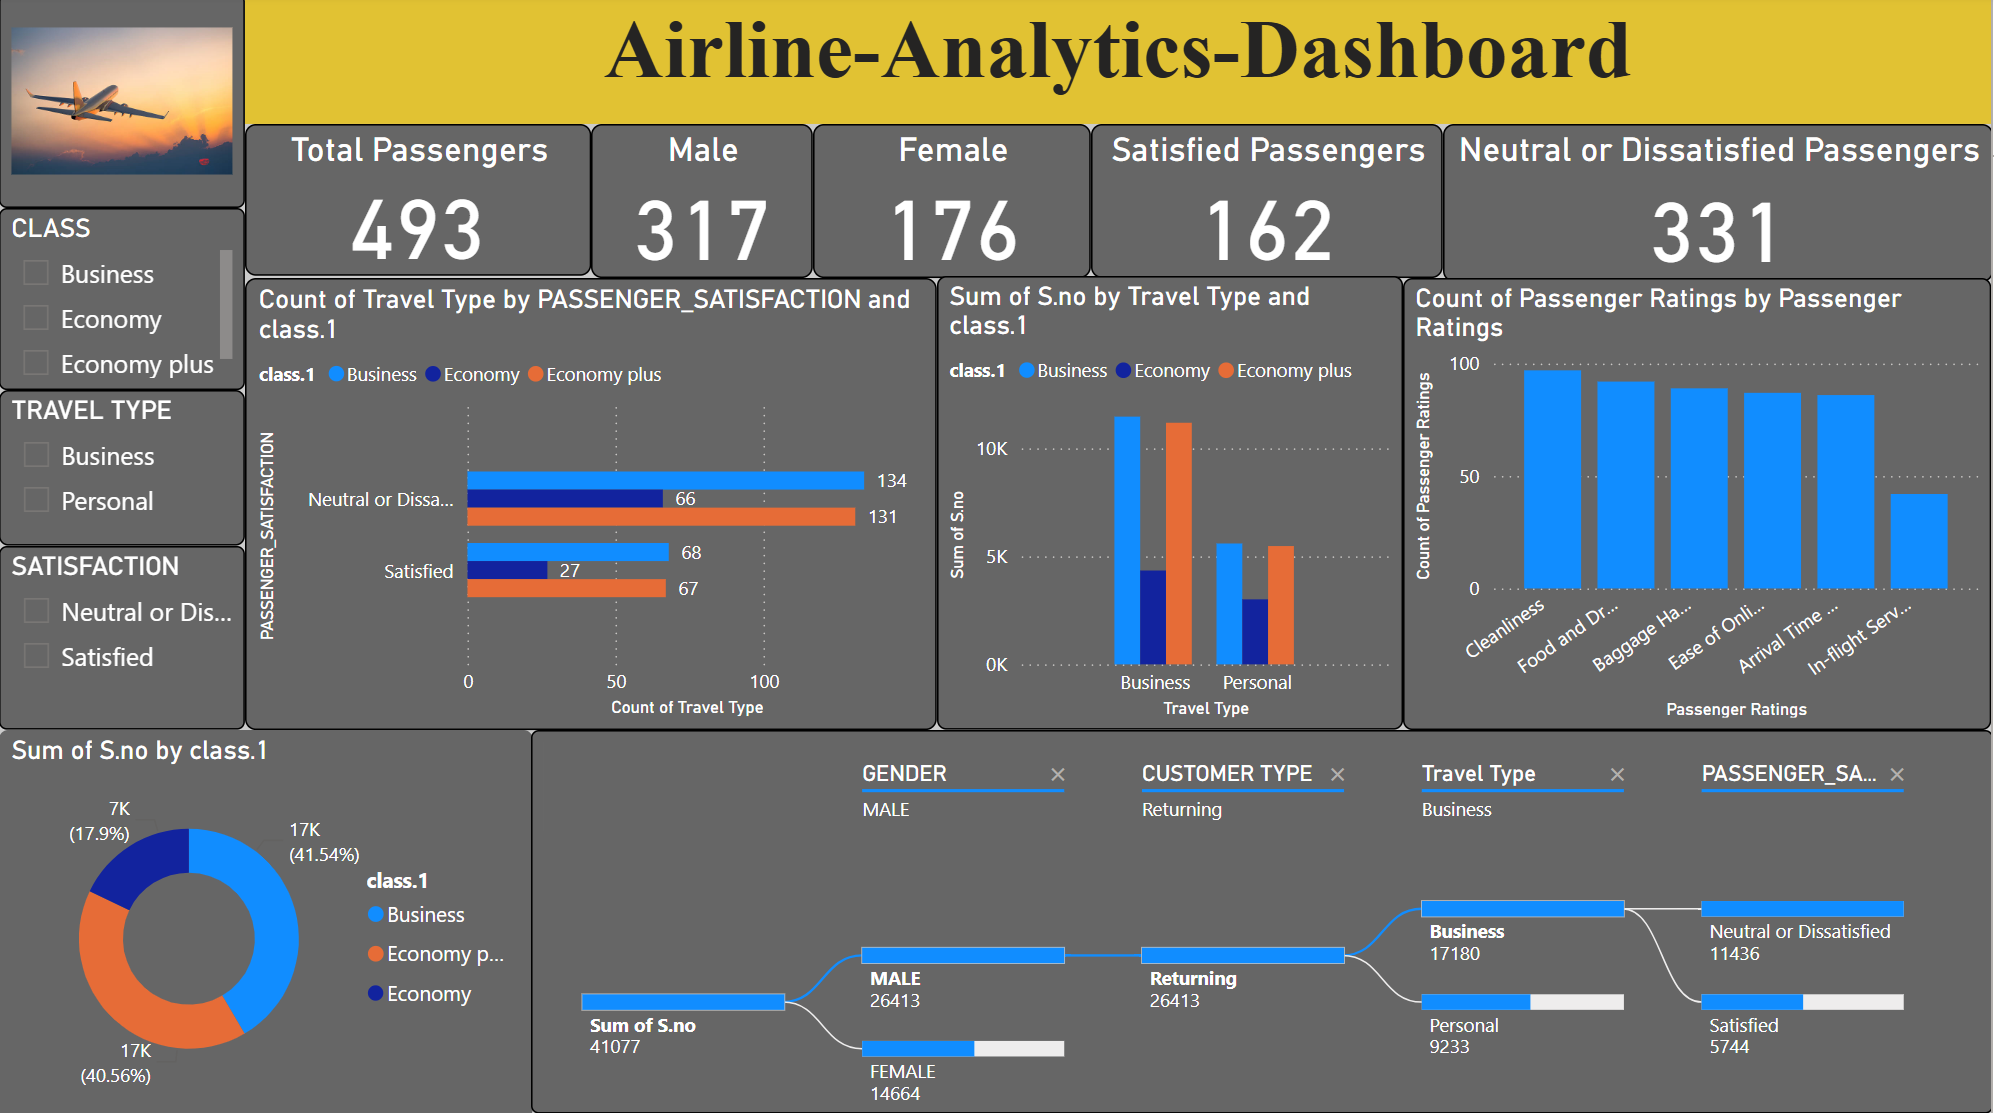 Airline-Analytics-Dashboard
Total Passengers
493
Male
317
Female
176
Satisfied Passengers
162
Neutral or Dissatisfied Passengers
331
CLASS
Business
Economy
Economy plus
TRAVEL TYPE
Business
Personal
SATISFACTION
Neutral or Dis...
Satisfied
Count of Travel Type by PASSENGER_SATISFACTION and
class.1
class.1 Business Economy Economy plus
PASSENGER_SATISFACTION
Neutral or Dissa...
134
66
131
Satisfied
68
27
67
0 50 100
Count of Travel Type
Sum of S.no by Travel Type and
class.1
class.1 Business Economy Economy plus
Sum of S.no
10K
5K
0K
Business Personal
Travel Type
Count of Passenger Ratings by Passenger
Ratings
Count of Passenger Ratings
100
50
0
Cleanliness
Food and Dr...
Baggage Ha...
Ease of Onli...
Arrival Time ...
In-flight Serv...
Passenger Ratings
Sum of S.no by class.1
7K
(17.9%)
17K
(41.54%)
17K
(40.56%)
class.1
Business
Economy p...
Economy
GENDER
MALE
CUSTOMER TYPE
Returning
Travel Type
Business
PASSENGER_SA...
Sum of S.no
41077
MALE
26413
FEMALE
14664
Returning
26413
Business
17180
Personal
9233
Neutral or Dissatisfied
11436
Satisfied
5744